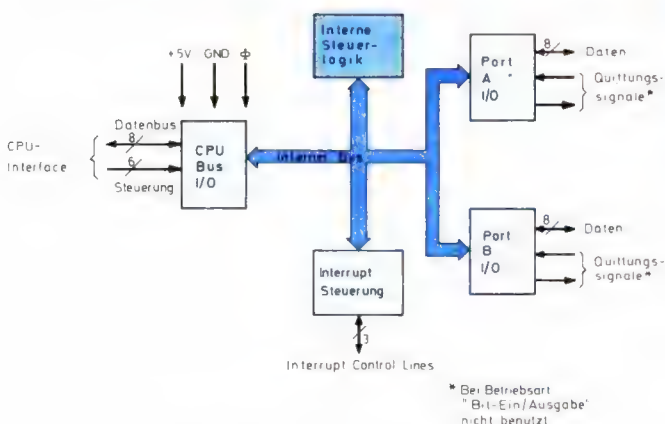 Interne
Steuer-
logik
+5V GND ϕ
Port
A
I/O
8
Daten
Quittungs-
signale*
CPU-
Interface
Datenbus
8
6
Steuerung
CPU
Bus
I/O
Interner Bus
Port
B
I/O
8
Daten
Quittungs-
signale*
Interrupt
Steuerung
3
Interrupt Control Lines
* Bei Betriebsart
"Bit-Ein/Ausgabe"
nicht benutzt